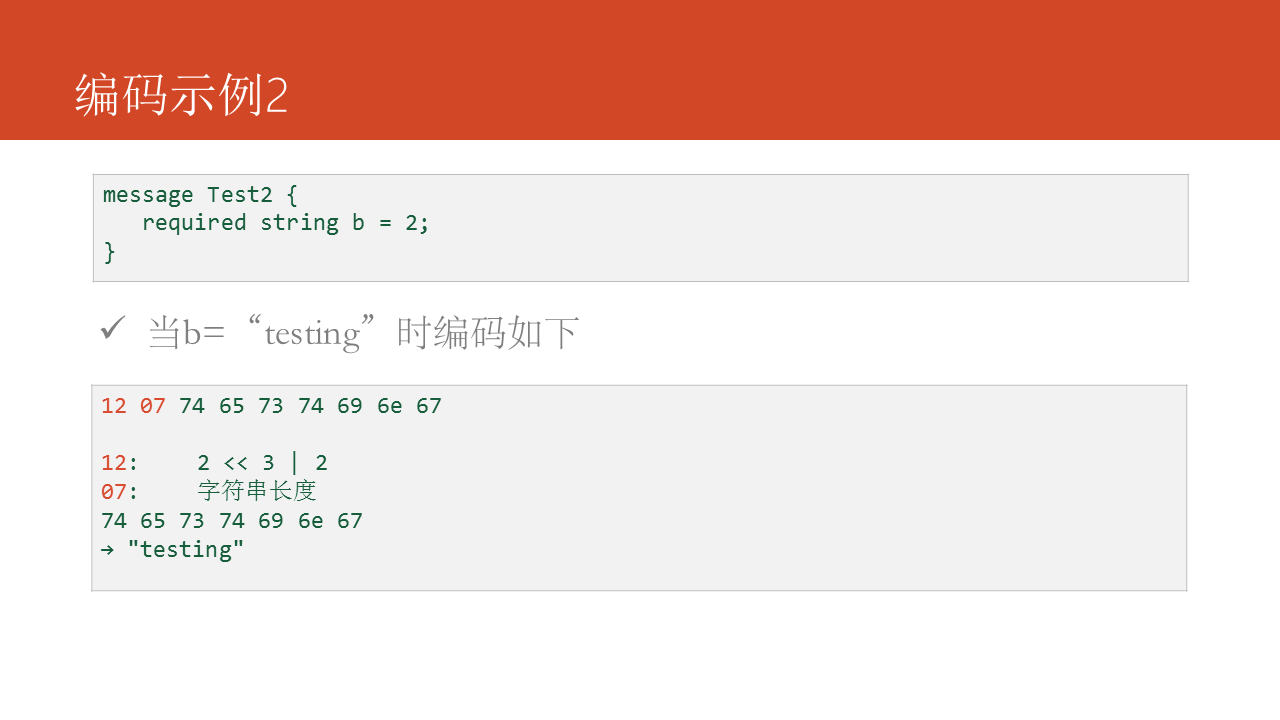 编码示例2
message Test2 {
   required string b = 2;
}
✓ 当b=“testing”时编码如下
12 07 74 65 73 74 69 6e 67
12:    2 << 3 | 2
07:    字符串长度
74 65 73 74 69 6e 67
→ "testing"